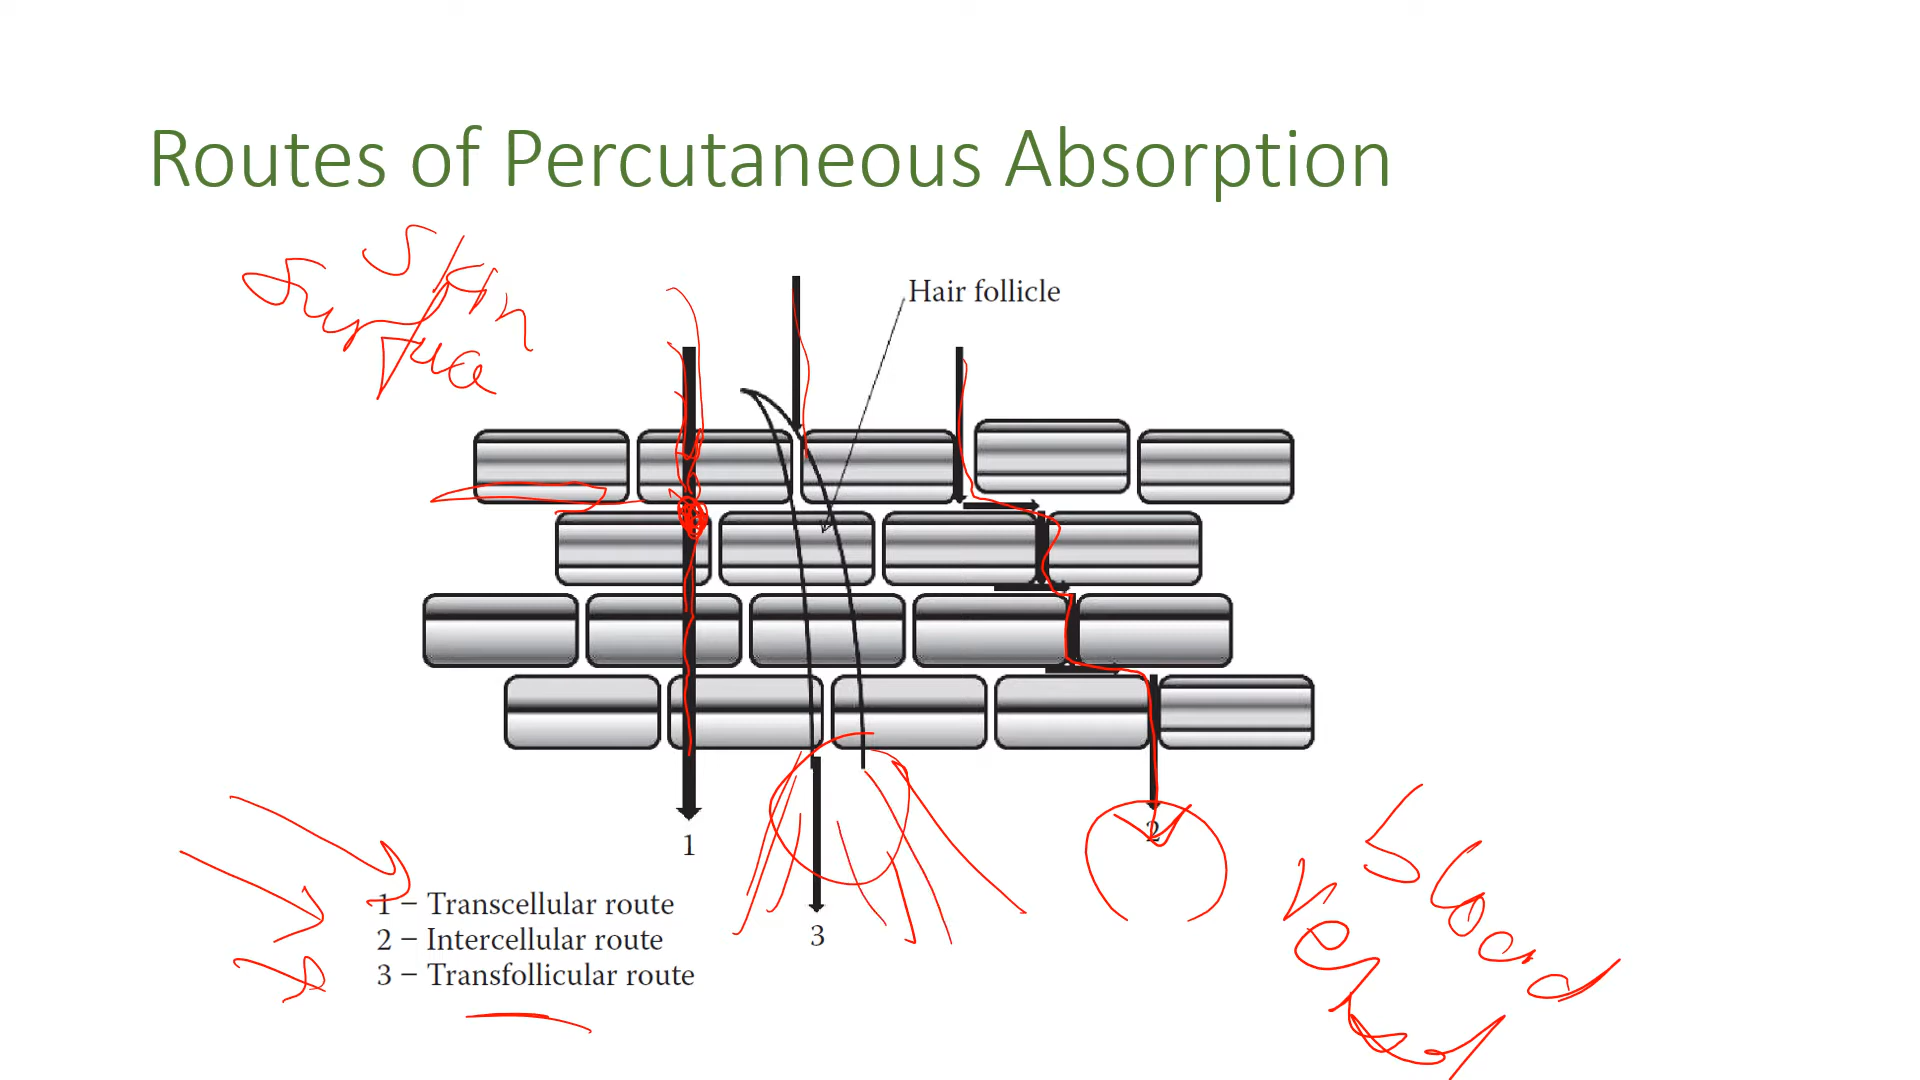 Routes of Percutaneous Absorption
Skin
Surface
Hair follicle
1
2
3
1 – Transcellular route
2 – Intercellular route
3 – Transfollicular route
blood
vessel